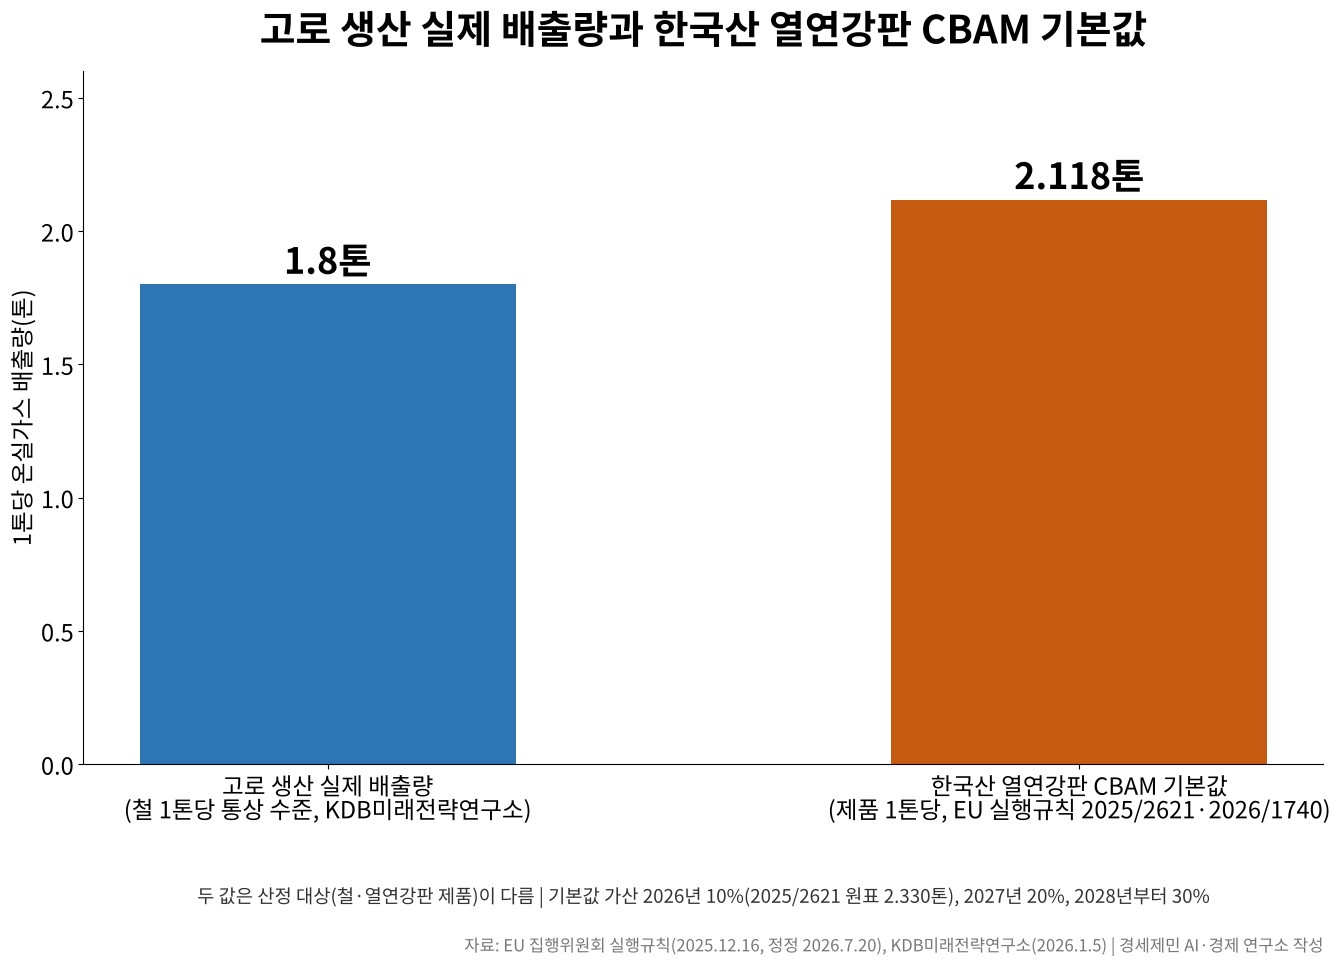 고로 생산 실제 배출량과 한국산 열연강판 CBAM 기본값
1톤당 온실가스 배출량(톤)
2.5
2.0
1.5
1.0
0.5
0.0
1.8톤
2.118톤
고로 생산 실제 배출량
(철 1톤당 통상 수준, KDB미래전략연구소)
한국산 열연강판 CBAM 기본값
(제품 1톤당, EU 실행규칙 2025/2621·2026/1740)
두 값은 산정 대상(철·열연강판 제품)이 다름 | 기본값 가산 2026년 10%(2025/2621 원표 2.330톤), 2027년 20%, 2028년부터 30%
자료: EU 집행위원회 실행규칙(2025.12.16, 정정 2026.7.20), KDB미래전략연구소(2026.1.5) | 경세제민 AI·경제 연구소 작성